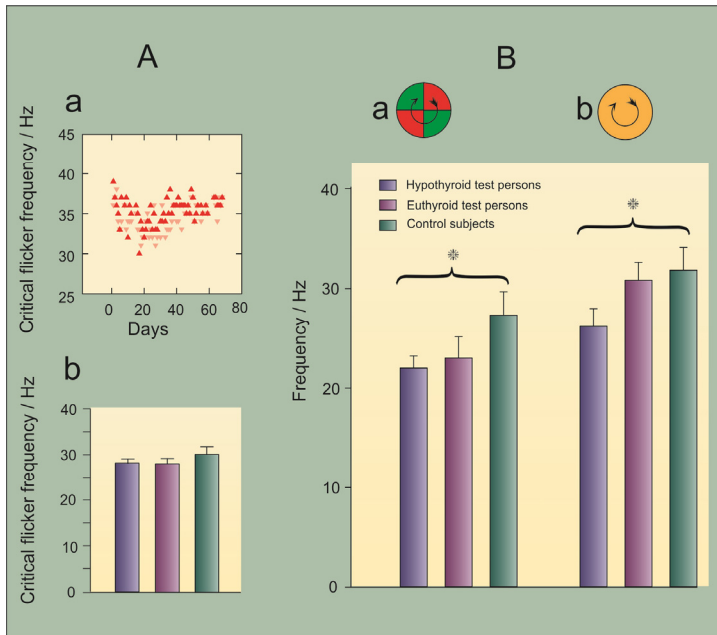 A
B
a
Critical flicker frequency / Hz
45
40
35
30
25
0
20
40
60
80
Days
b
Critical flicker frequency / Hz
40
30
20
10
0
a
b
Frequency / Hz
40
30
20
10
0
Hypothyroid test persons
Euthyroid test persons
Control subjects